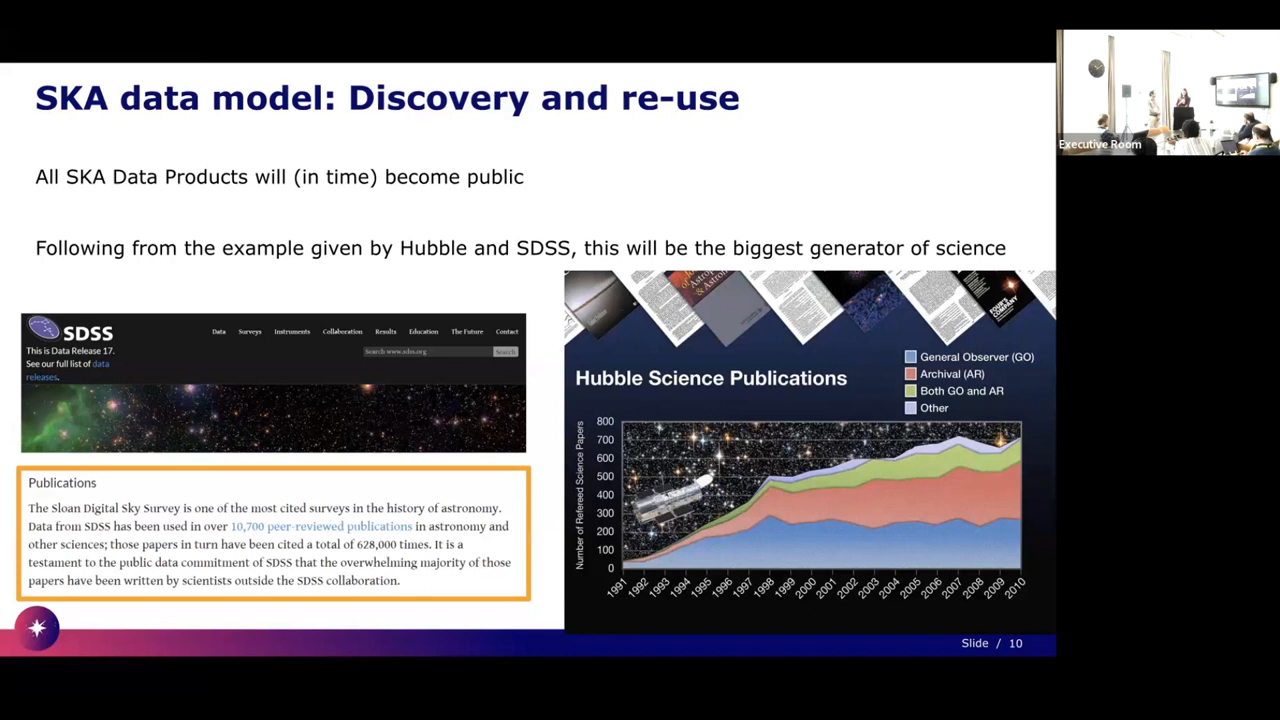 SKA data model: Discovery and re-use
All SKA Data Products will (in time) become public
Following from the example given by Hubble and SDSS, this will be the biggest generator of science
SDSS
Data Surveys Instruments Collaboration Results Education The Future Contact
This is Data Release 17.
See our full list of data
releases.
Search www.sdss.org Search
Publications
The Sloan Digital Sky Survey is one of the most cited surveys in the history of astronomy.
Data from SDSS has been used in over 10,700 peer-reviewed publications in astronomy and
other sciences; those papers in turn have been cited a total of 628,000 times. It is a
testament to the public data commitment of SDSS that the overwhelming majority of those
papers have been written by scientists outside the SDSS collaboration.
Hubble Science Publications
General Observer (GO)
Archival (AR)
Both GO and AR
Other
Number of Refereed Science Papers
800
700
600
500
400
300
200
100
0
1991 1992 1993 1994 1995 1996 1997 1998 1999 2000 2001 2002 2003 2004 2005 2006 2007 2008 2009 2010
Slide / 10
Executive Room